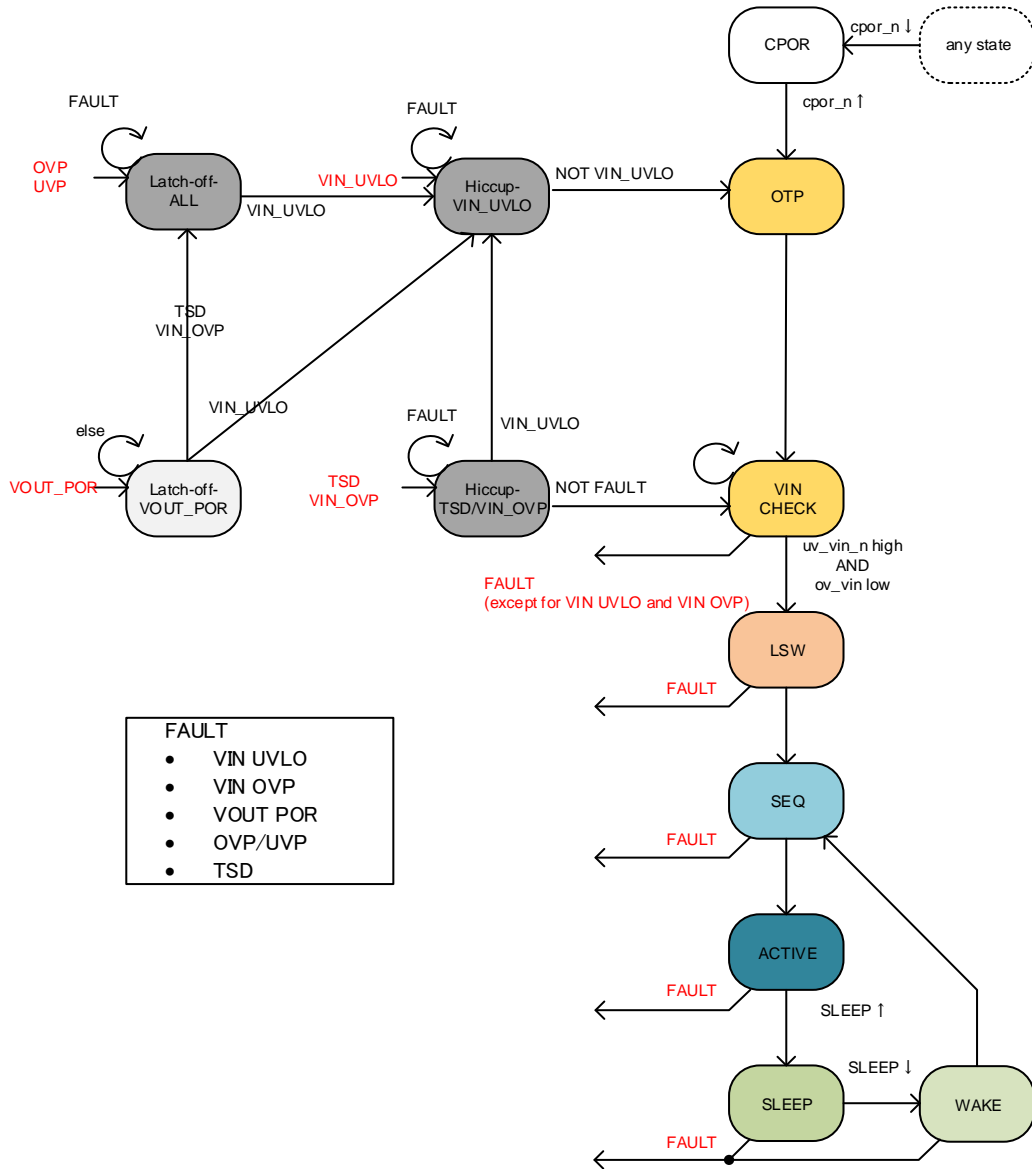 cpor_n ↓
CPOR
any state
cpor_n ↑
FAULT
FAULT
OVP
UVP
Latch-off-
ALL
VIN_UVLO
VIN_UVLO
Hiccup-
VIN_UVLO
NOT VIN_UVLO
OTP
TSD
VIN_OVP
VIN_UVLO
else
VOUT_POR
Latch-off-
VOUT_POR
FAULT
VIN_UVLO
TSD
VIN_OVP
Hiccup-
TSD/VIN_OVP
NOT FAULT
VIN
CHECK
uv_vin_n high
AND
ov_vin low
FAULT
(except for VIN UVLO and VIN OVP)
LSW
FAULT
FAULT
• VIN UVLO
• VIN OVP
• VOUT POR
• OVP/UVP
• TSD
SEQ
FAULT
ACTIVE
FAULT
SLEEP ↑
SLEEP ↓
SLEEP
WAKE
FAULT